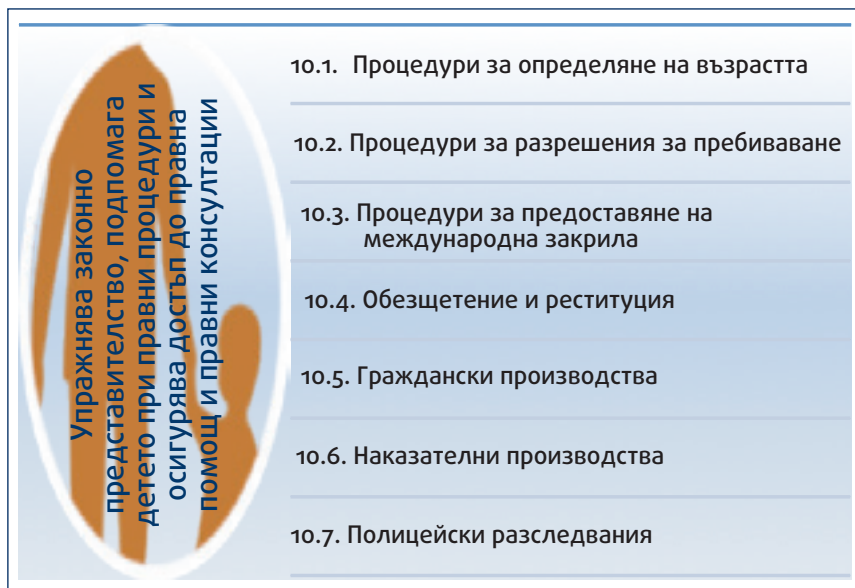 Упражнява законно
представителство, подпомага
детето при правни процедури и
осигурява достъп до правна
помощ и правни консултации
10.1. Процедури за определяне на възрастта
10.2. Процедури за разрешения за пребиваване
10.3. Процедури за предоставяне на
международна закрила
10.4. Обезщетение и реституция
10.5. Граждански производства
10.6. Наказателни производства
10.7. Полицейски разследвания